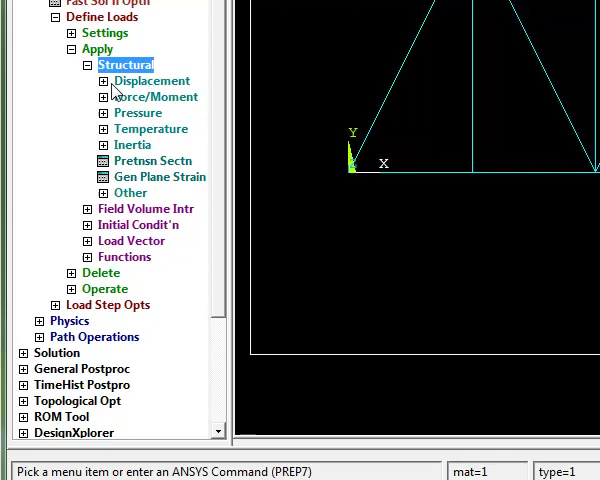 Fast Sol'n Optn
Define Loads
Settings
Apply
Structural
Displacement
Force/Moment
Pressure
Temperature
Inertia
Pretnsn Sectn
Gen Plane Strain
Other
Field Volume Intr
Initial Condit'n
Load Vector
Functions
Delete
Operate
Load Step Opts
Physics
Path Operations
Solution
General Postproc
TimeHist Postpro
Topological Opt
ROM Tool
DesignXplorer
Y
X
Pick a menu item or enter an ANSYS Command (PREP7)
mat=1
type=1